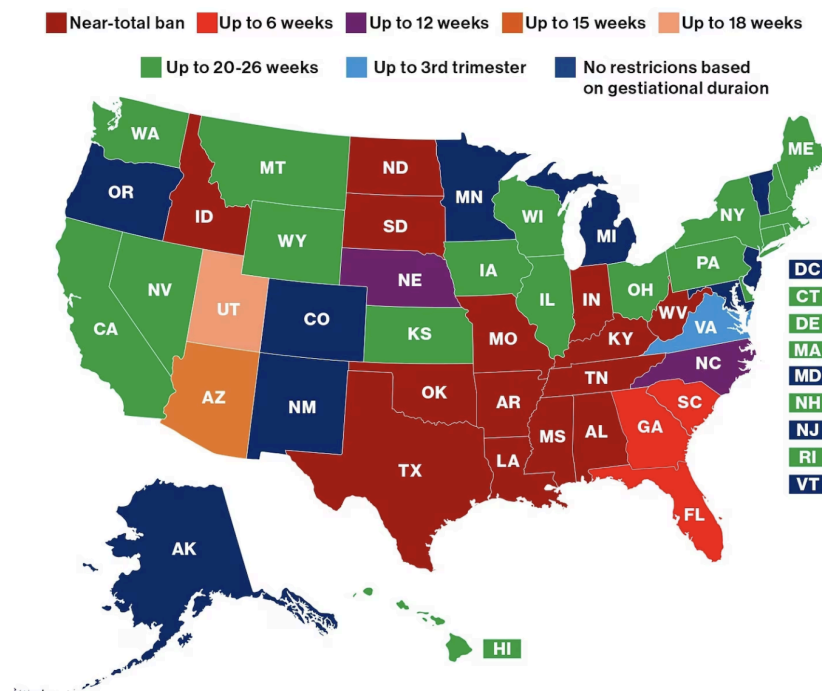 Near-total ban Up to 6 weeks Up to 12 weeks Up to 15 weeks Up to 18 weeks
Up to 20-26 weeks Up to 3rd trimester No restricions based
on gestiational duraion
WA
MT
ND
MN
ME
OR
ID
SD
WI
MI
NY
WY
IA
PA
NE
NV
IL
IN
OH
UT
CO
WV
VA
CA
KS
MO
KY
NC
TN
AZ
NM
OK
AR
SC
MS
AL
GA
TX
LA
FL
AK
HI
DC
CT
DE
MA
MD
NH
NJ
RI
VT